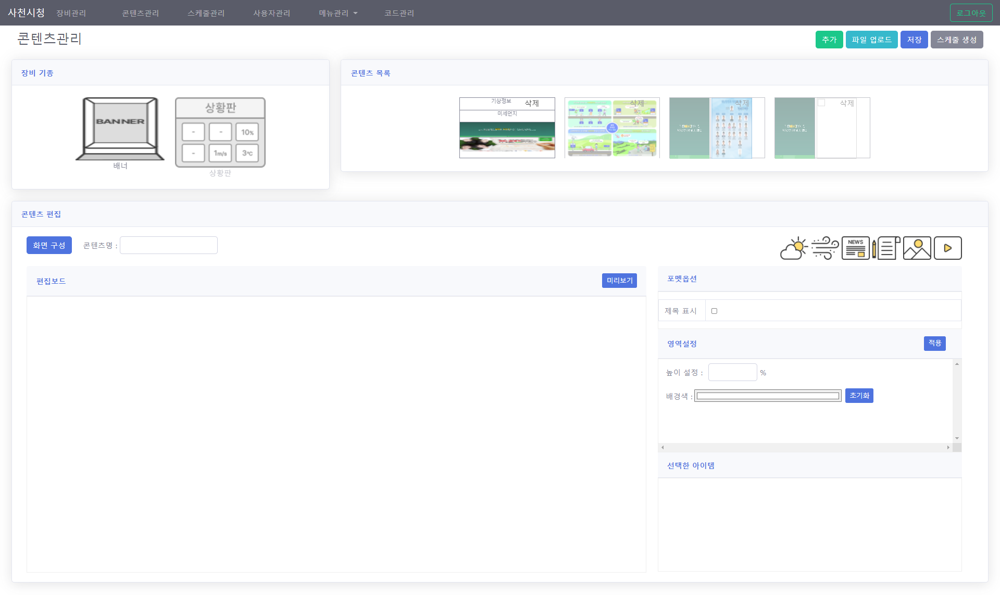 사천시청 장비관리 콘텐츠관리 스케줄관리 사용자관리 메뉴관리 코드관리 로그아웃
콘텐츠관리
추가 파일 업로드 저장 스케줄 생성
장비 기종
BANNER
배너
상황판
- - 10%
- 1m/s 3℃
상황판
콘텐츠 목록
기상정보 삭제
미세먼지
삭제
삭제
삭제
콘텐츠 편집
화면 구성 콘텐츠명 :
NEWS
편집보드 미리보기
포멧옵션
제목 표시
영역설정 적용
높이 설정 : %
배경색 : 초기화
선택한 아이템